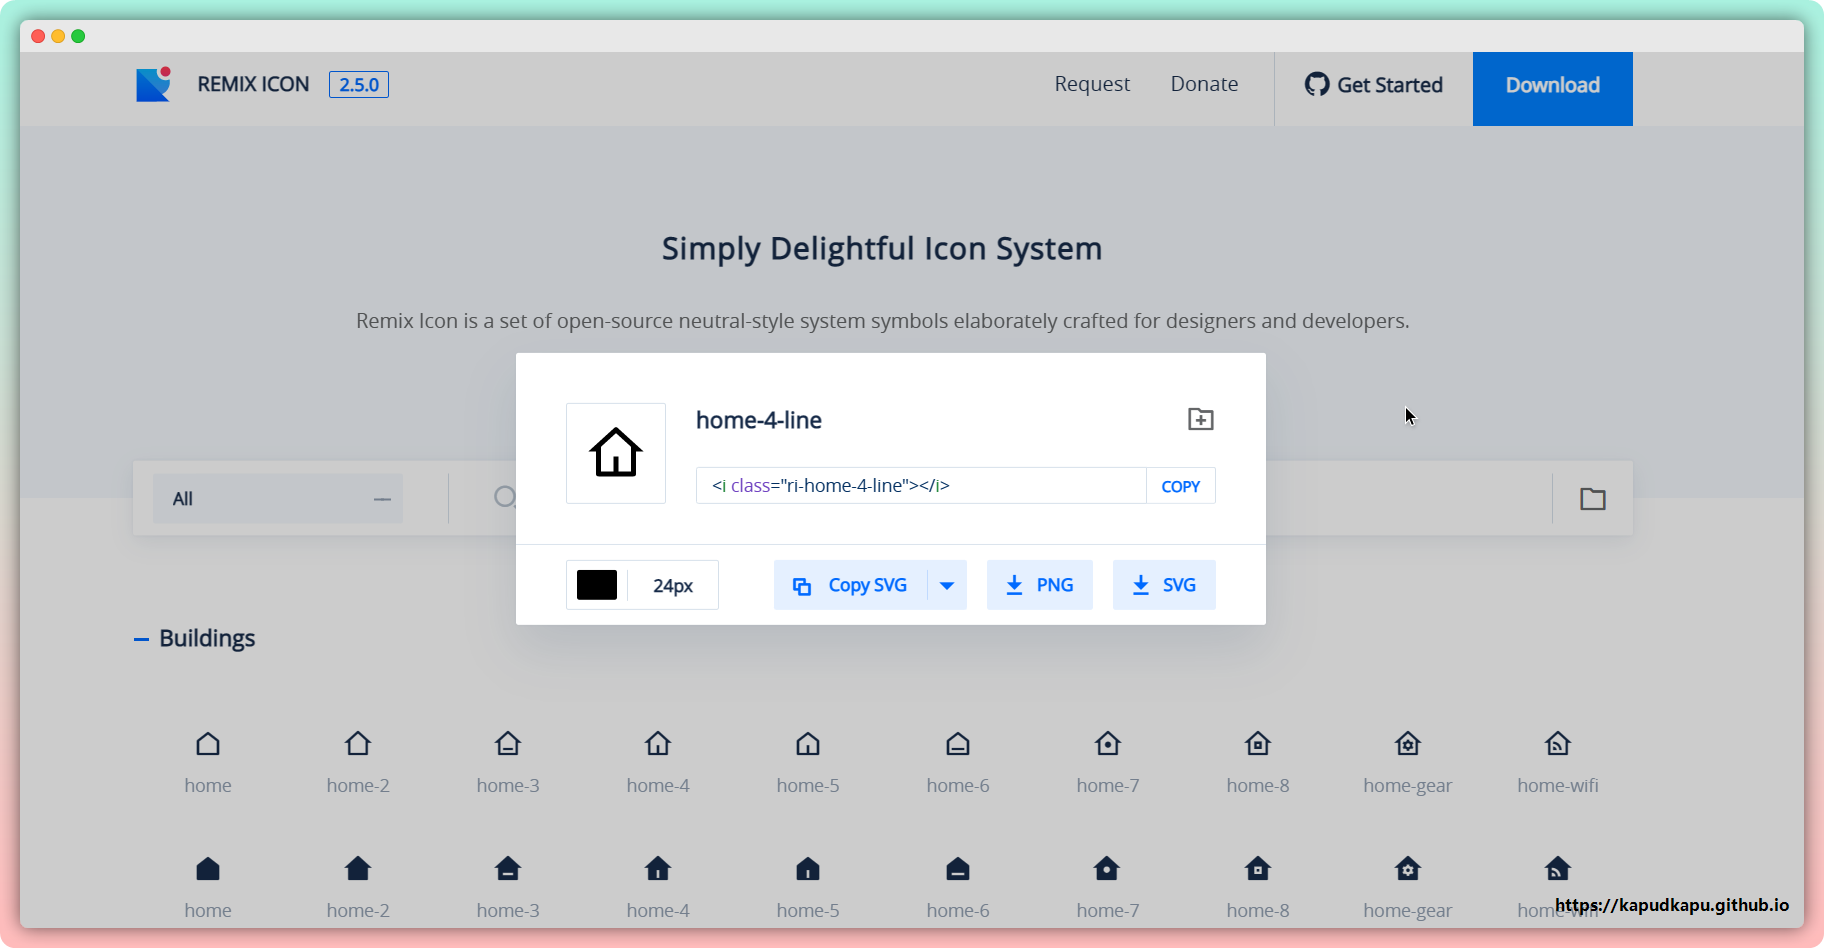 REMIX ICON 2.5.0 Request Donate Get Started Download
Simply Delightful Icon System
Remix Icon is a set of open-source neutral-style system symbols elaborately crafted for designers and developers.
home-4-line
<i class="ri-home-4-line"></i> COPY
All
24px Copy SVG PNG SVG
Buildings
home home-2 home-3 home-4 home-5 home-6 home-7 home-8 home-gear home-wifi
home home-2 home-3 home-4 home-5 home-6 home-7 home-8 home-gear home-wifi
https://kapudkapu.github.io